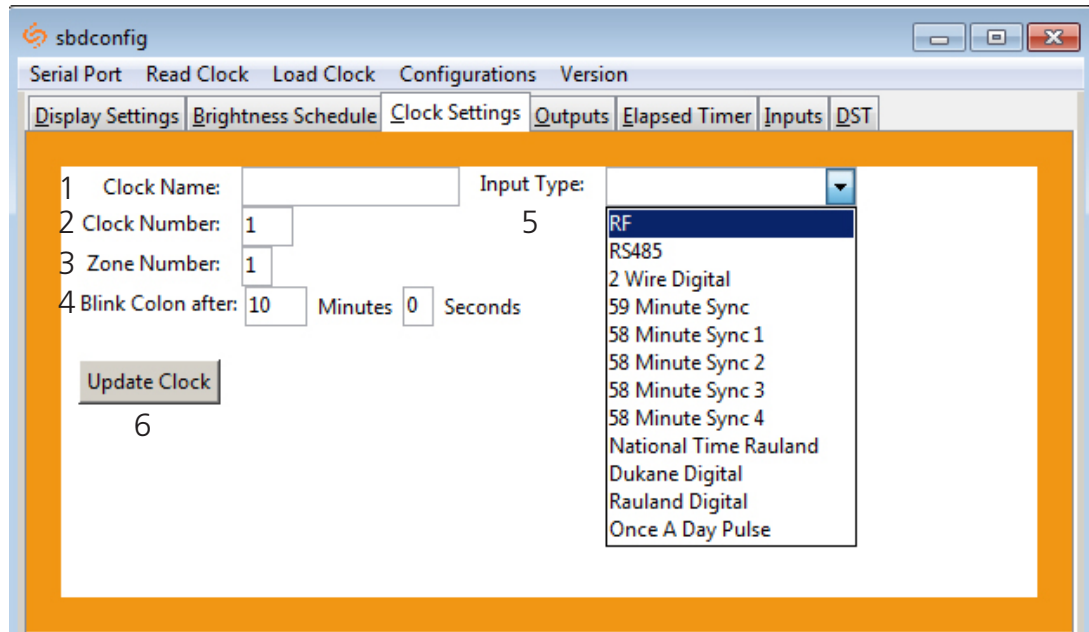 sbdconfig
Serial Port Read Clock Load Clock Configurations Version
Display Settings Brightness Schedule Clock Settings Outputs Elapsed Timer Inputs DST
1 Clock Name: Input Type:
2 Clock Number: 1 5
3 Zone Number: 1
4 Blink Colon after: 10 Minutes 0 Seconds
Update Clock
6
RF
RS485
2 Wire Digital
59 Minute Sync
58 Minute Sync 1
58 Minute Sync 2
58 Minute Sync 3
58 Minute Sync 4
National Time Rauland
Dukane Digital
Rauland Digital
Once A Day Pulse